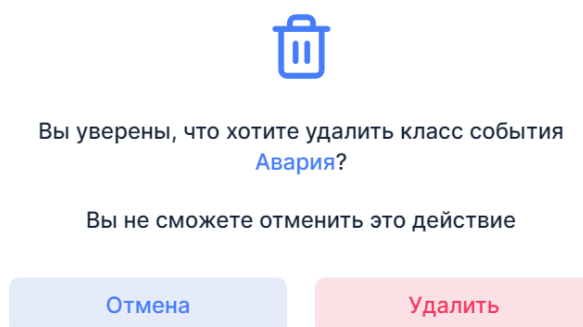 Вы уверены, что хотите удалить класс события
Авария?
Вы не сможете отменить это действие
Отмена
Удалить